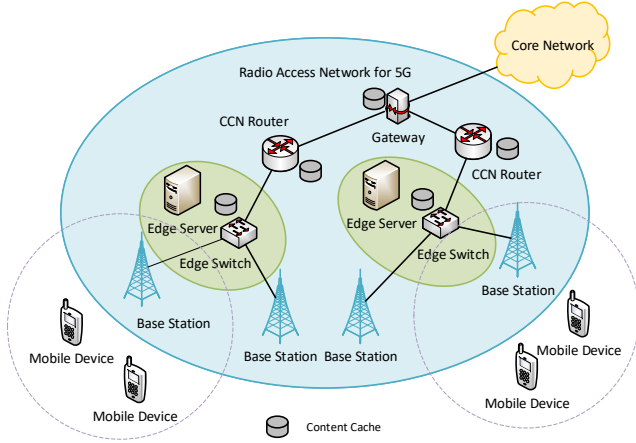 Core Network
Radio Access Network for 5G
CCN Router
Gateway
CCN Router
Edge Server
Edge Server
Edge Switch
Edge Switch
Base Station
Base Station
Base Station
Base Station
Mobile Device
Mobile Device
Mobile Device
Mobile Device
Content Cache